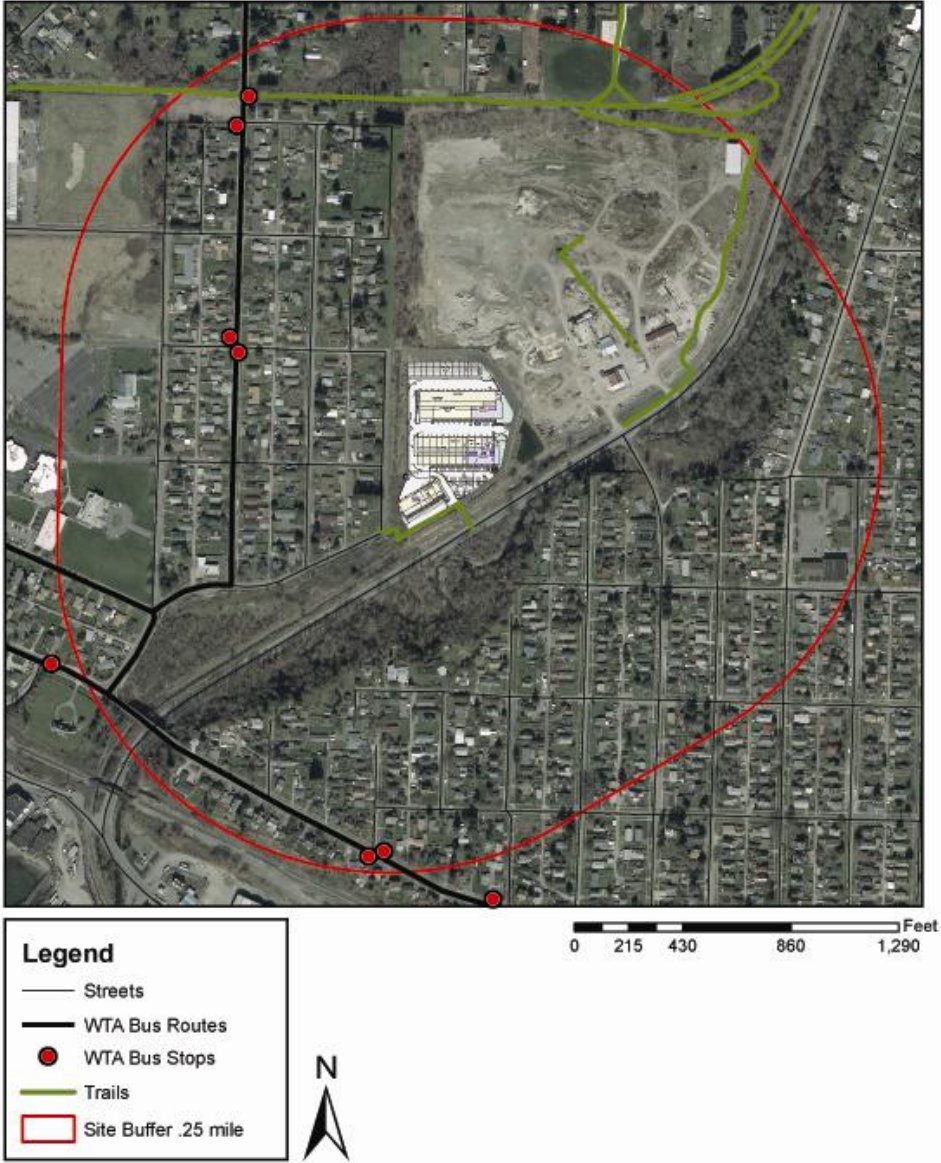 Feet
0 215 430 860 1,290
Legend
Streets
WTA Bus Routes
WTA Bus Stops
Trails
Site Buffer .25 mile
N